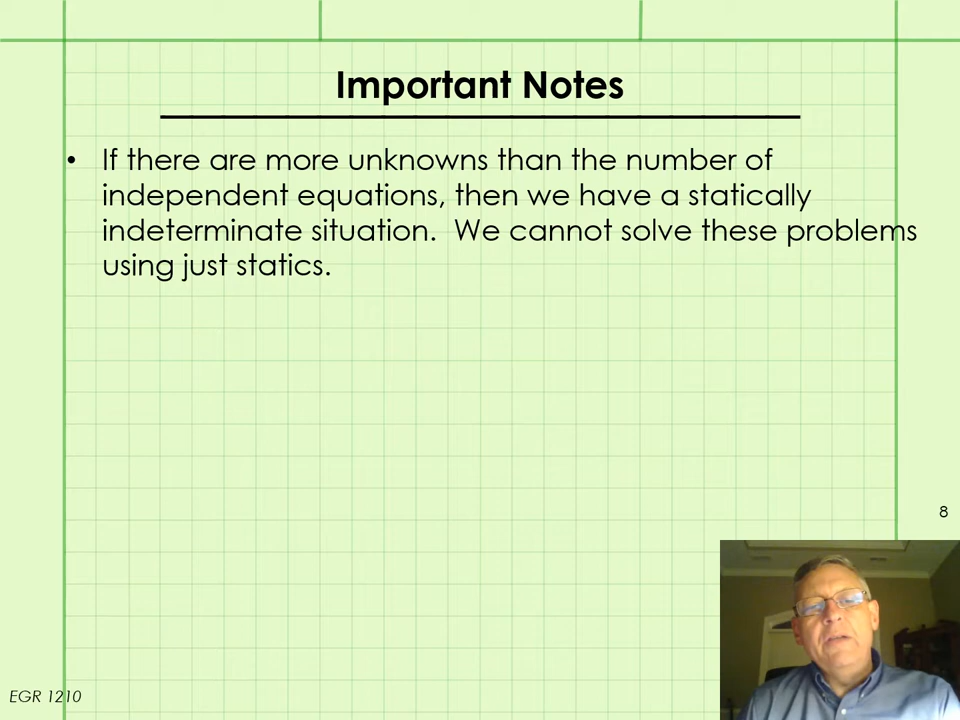 Important Notes
• If there are more unknowns than the number of
independent equations, then we have a statically
indeterminate situation.  We cannot solve these problems
using just statics.
8
EGR 1210